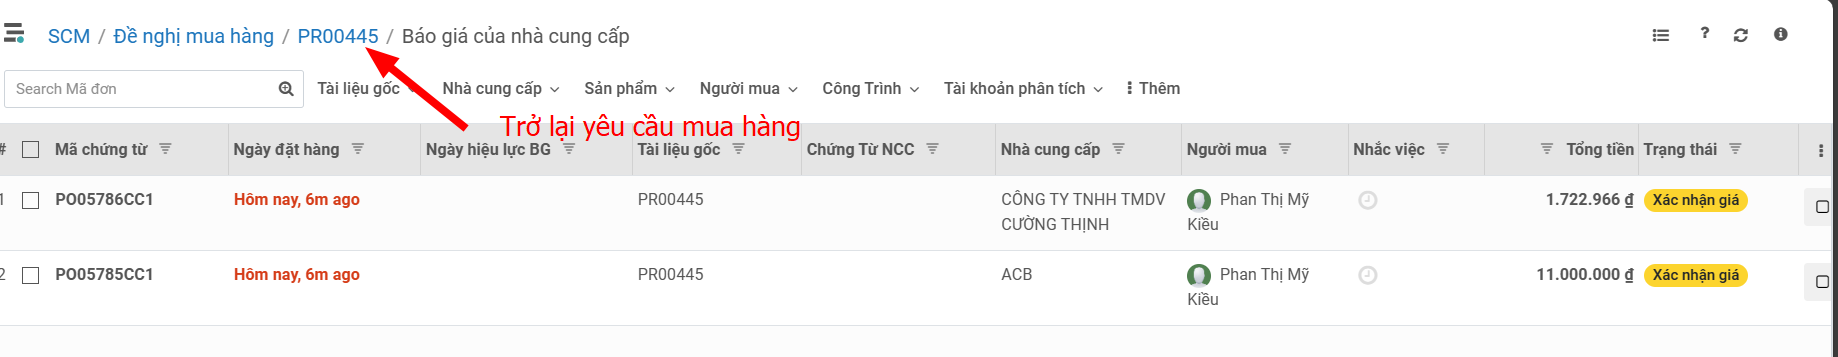 SCM / Đề nghị mua hàng / PR00445 / Báo giá của nhà cung cấp
Search Mã đơn
Tài liệu gốc Nhà cung cấp Sản phẩm Người mua Công Trình Tài khoản phân tích Thêm
Trở lại yêu cầu mua hàng
# Mã chứng từ Ngày đặt hàng Ngày hiệu lực BG Tài liệu gốc Chứng Từ NCC Nhà cung cấp Người mua Nhắc việc Tổng tiền Trạng thái
1 PO05786CC1 Hôm nay, 6m ago PR00445 CÔNG TY TNHH TMDV Phan Thị Mỹ 1.722.966 ₫ Xác nhận giá
CƯỜNG THỊNH Kiều
2 PO05785CC1 Hôm nay, 6m ago PR00445 ACB Phan Thị Mỹ 11.000.000 ₫ Xác nhận giá
Kiều